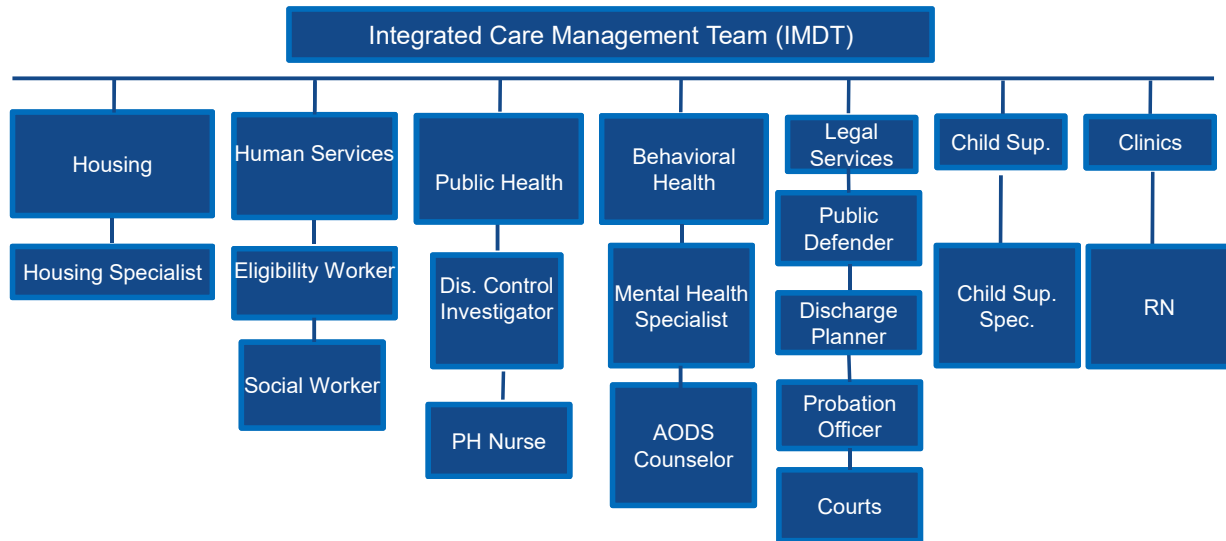 Integrated Care Management Team (IMDT)
Housing
Housing Specialist
Human Services
Eligibility Worker
Social Worker
Public Health
Dis. Control
Investigator
PH Nurse
Behavioral
Health
Mental Health
Specialist
AODS
Counselor
Legal
Services
Public
Defender
Discharge
Planner
Probation
Officer
Courts
Child Sup.
Child Sup.
Spec.
Clinics
RN